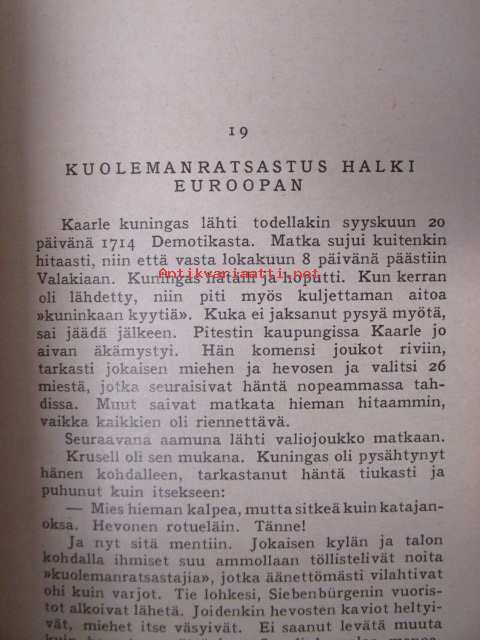 19
KUOLEMANRATSASTUS HALKI
EUROOPAN
Kaarle kuningas lähti todellakin syyskuun 20
päivänä 1714 Demotikasta. Matka sujui kuitenkin
hitaasti, niin että vasta lokakuun 8 päivänä päästiin
Valakiaan. Kuningas hätäili ja hoputti. Kun kerran
Antikvariaatti.net
oli lähdetty, niin piti myös kuljettaman aitoa
»kuninkaan kyytiä». Kuka ei jaksanut pysyä myötä,
sai jäädä jälkeen. Pitestin kaupungissa Kaarle jo
aivan äkämystyi. Hän komensi joukot riviin,
tarkasti jokaisen miehen ja hevosen ja valitsi 26
miestä, jotka seuraisivat häntä nopeammassa tah-
dissa. Muut saivat matkata hieman hitaammin,
vaikka kaikkien oli riennettävä.
Seuraavana aamuna lähti valiojoukko matkaan.
Krusell oli sen mukana. Kuningas oli pysähtynyt
hänen kohdalleen, tarkastanut häntä tiukasti ja
puhunut kuin itsekseen:
— Mies hieman kalpea, mutta sitkeä kuin katajan-
oksa. Hevonen rotueläin. Tänne!
Ja nyt sitä mentiin. Jokaisen kylän ja talon
kohdalla ihmiset suu ammollaan töllistelivät noita
»kuolemanratsastajia», jotka äänettömästi vilahtivat
ohi kuin varjot. Tie lohkesi, Siebenbürgenin vuoris-
tot alkoivat lähetä. Joidenkin hevosten kaviot heltyi-
vät, miehet itse väsyivät. Ei saanut levätä muuta